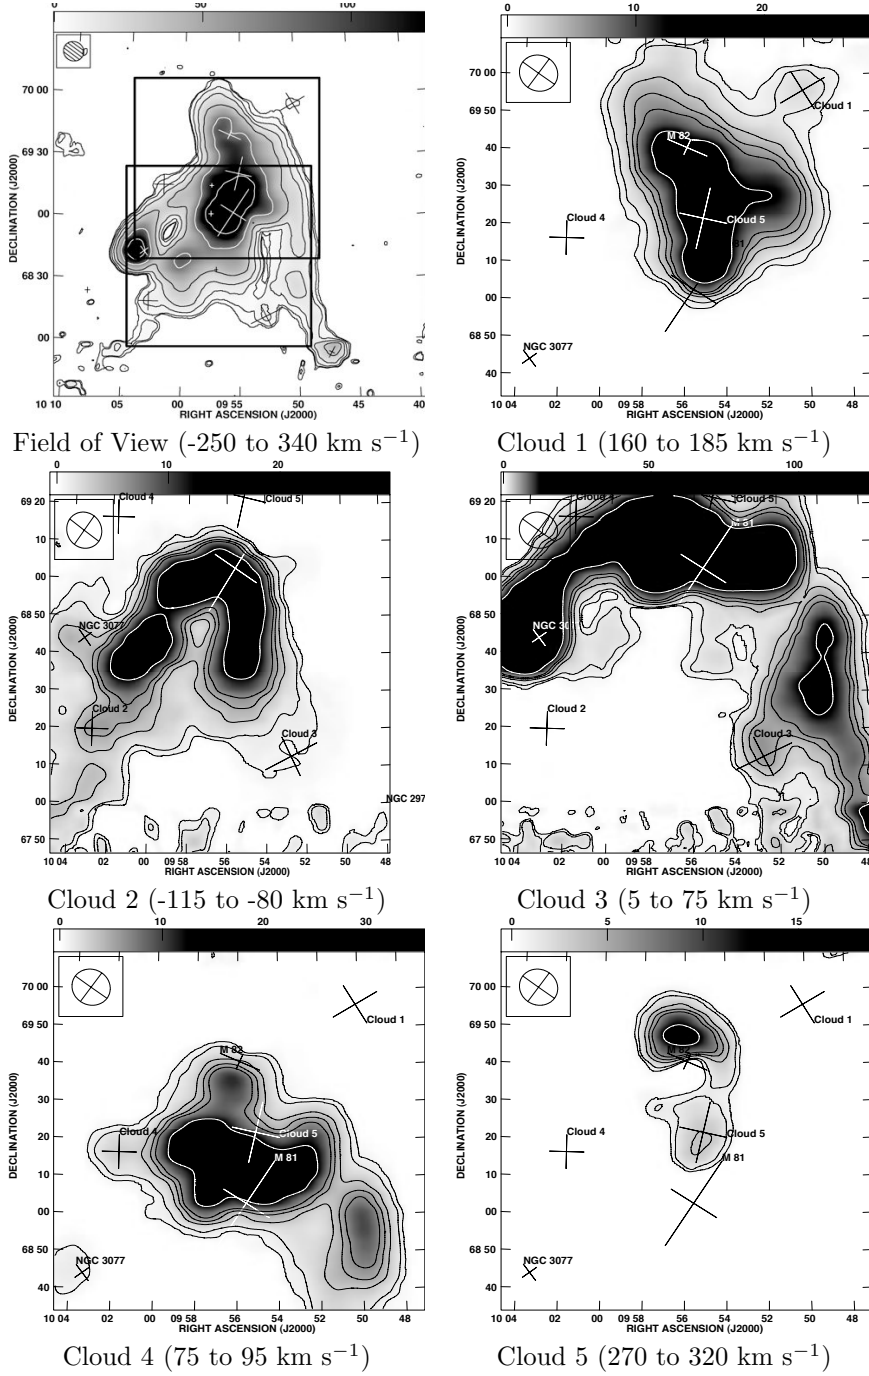 0 50 100
70 00
69 30
00
68 30
00
DECLINATION (J2000)
10 10 05 00 09 55 50 45 40
RIGHT ASCENSION (J2000)
Field of View (-250 to 340 km s⁻¹)
0 10 20
70 00
69 50
40
30
20
10
00
68 50
40
DECLINATION (J2000)
Cloud 1
M 82
Cloud 4
Cloud 5
81
NGC 3077
10 04 02 00 09 58 56 54 52 50 48
RIGHT ASCENSION (J2000)
Cloud 1 (160 to 185 km s⁻¹)
0 10 20
69 20
10
00
68 50
40
30
20
10
00
67 50
DECLINATION (J2000)
Cloud 4
Cloud 5
NGC 3077
Cloud 2
Cloud 3
NGC 297
10 04 02 00 09 58 56 54 52 50 48
RIGHT ASCENSION (J2000)
Cloud 2 (-115 to -80 km s⁻¹)
0 50 100
69 20
10
00
68 50
40
30
20
10
00
67 50
DECLINATION (J2000)
Cloud 4
Cloud 5
M 81
NGC 30
Cloud 2
Cloud 3
10 04 02 00 09 58 56 54 52 50 48
RIGHT ASCENSION (J2000)
Cloud 3 (5 to 75 km s⁻¹)
0 10 20 30
70 00
69 50
40
30
20
10
00
68 50
40
DECLINATION (J2000)
Cloud 1
M 82
Cloud 4
Cloud 5
M 81
NGC 3077
10 04 02 00 09 58 56 54 52 50 48
RIGHT ASCENSION (J2000)
Cloud 4 (75 to 95 km s⁻¹)
0 5 10 15
70 00
69 50
40
30
20
10
00
68 50
40
DECLINATION (J2000)
Cloud 1
M 82
Cloud 4
Cloud 5
M 81
NGC 3077
10 04 02 00 09 58 56 54 52 50 48
RIGHT ASCENSION (J2000)
Cloud 5 (270 to 320 km s⁻¹)